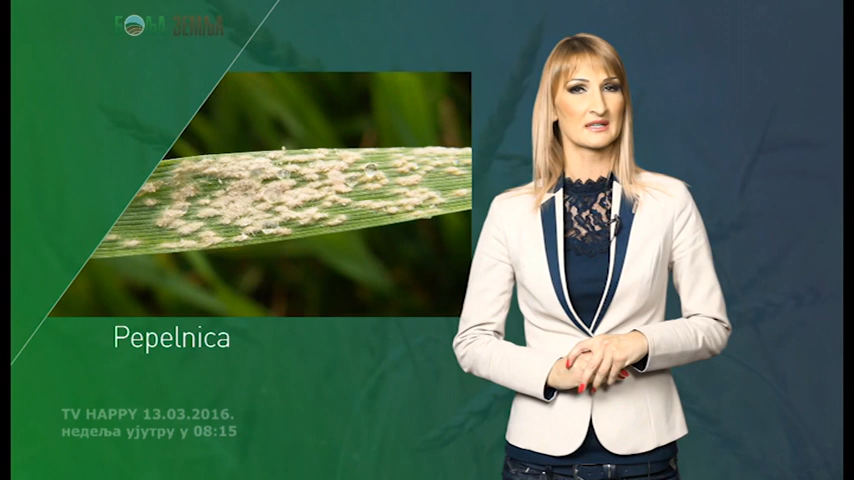 БОЉА ЗЕМЉА
Pepelnica
TV HAPPY 13.03.2016.
недеља ујутру у 08:15